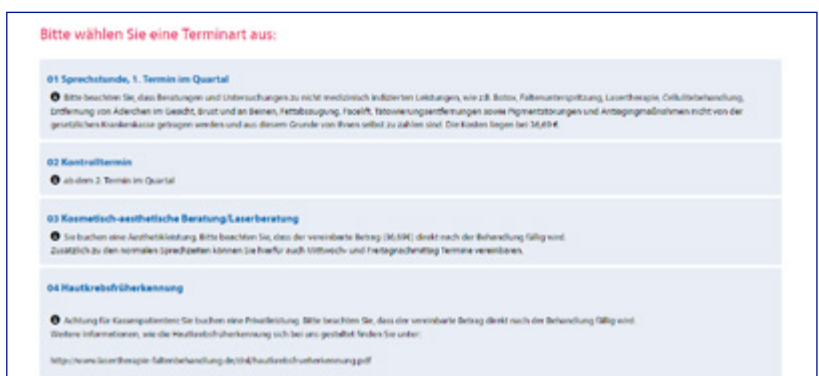 Bitte wählen Sie eine Terminart aus:
01 Sprechstunde, 1. Termin im Quartal
Bitte beachten Sie, dass Beratungen und Untersuchungen zu nicht medizinisch indizierten Leistungen, wie z.B. Botox, Faltenunterspritzung, Lasertherapie, Cellulitebehandlung,
Entfernung von Äderchen im Gesicht, Brust und an Beinen, Fettabsaugung, Facelift, Tätowierungsentfernungen sowie Pigmentstörungen und Antiagingmaßnahmen nicht von der
gesetzlichen Krankenkasse getragen werden und aus diesem Grunde von Ihnen selbst zu zahlen sind. Die Kosten liegen bei
02 Kontrolltermin
ab dem 2. Termin im Quartal
03 Kosmetisch-aesthetische Beratung/Laserberatung
Sie buchen eine Aesthetikleistung. Bitte beachten Sie, dass der vereinbarte Betrag direkt nach der Behandlung fällig wird.
Zusätzlich zu den normalen Sprechzeiten können Sie hierfür auch Mittwoch- und Freitagnachmittag Termine vereinbaren.
04 Hautkrebsfrüherkennung
Achtung für Kassenpatienten: Sie buchen eine Privatleistung. Bitte beachten Sie, dass der vereinbarte Betrag direkt nach der Behandlung fällig wird.
Weitere Informationen, wie die Hautkrebsfrüherkennung sich bei uns gestaltet finden Sie unter: